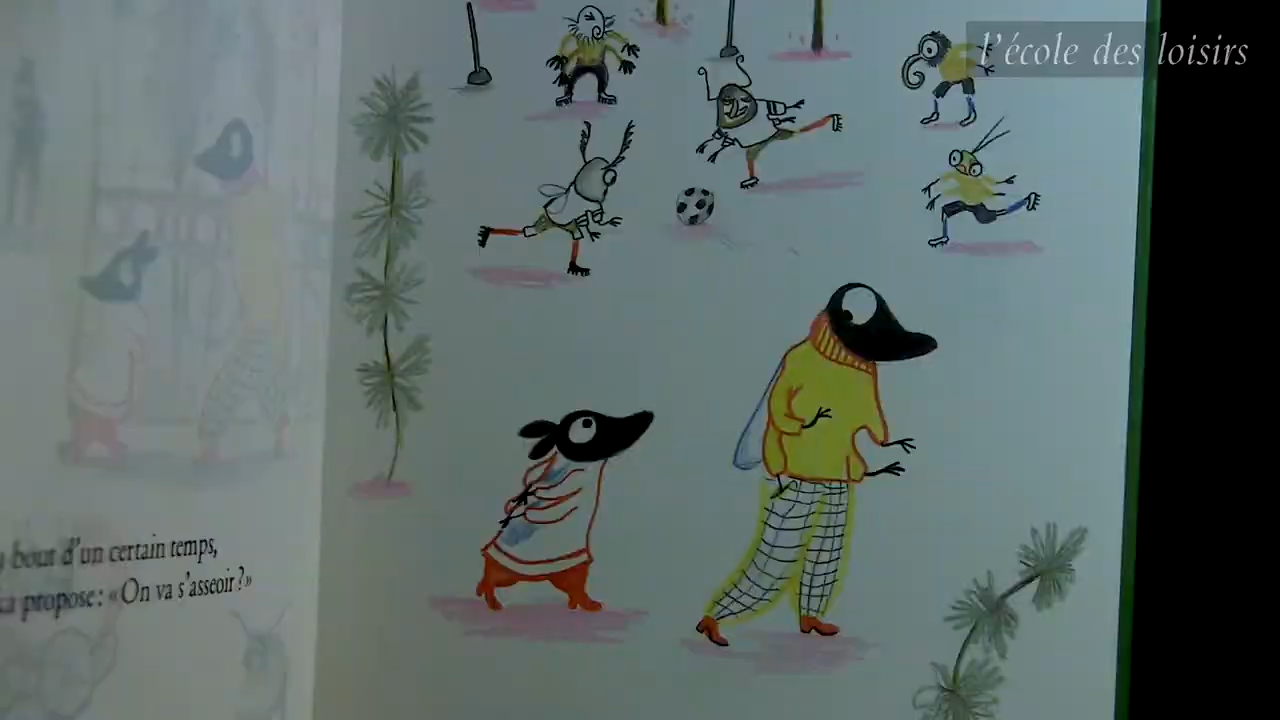 l'école des loisirs
bout d'un certain temps,
propose : « On va s'asseoir ? »